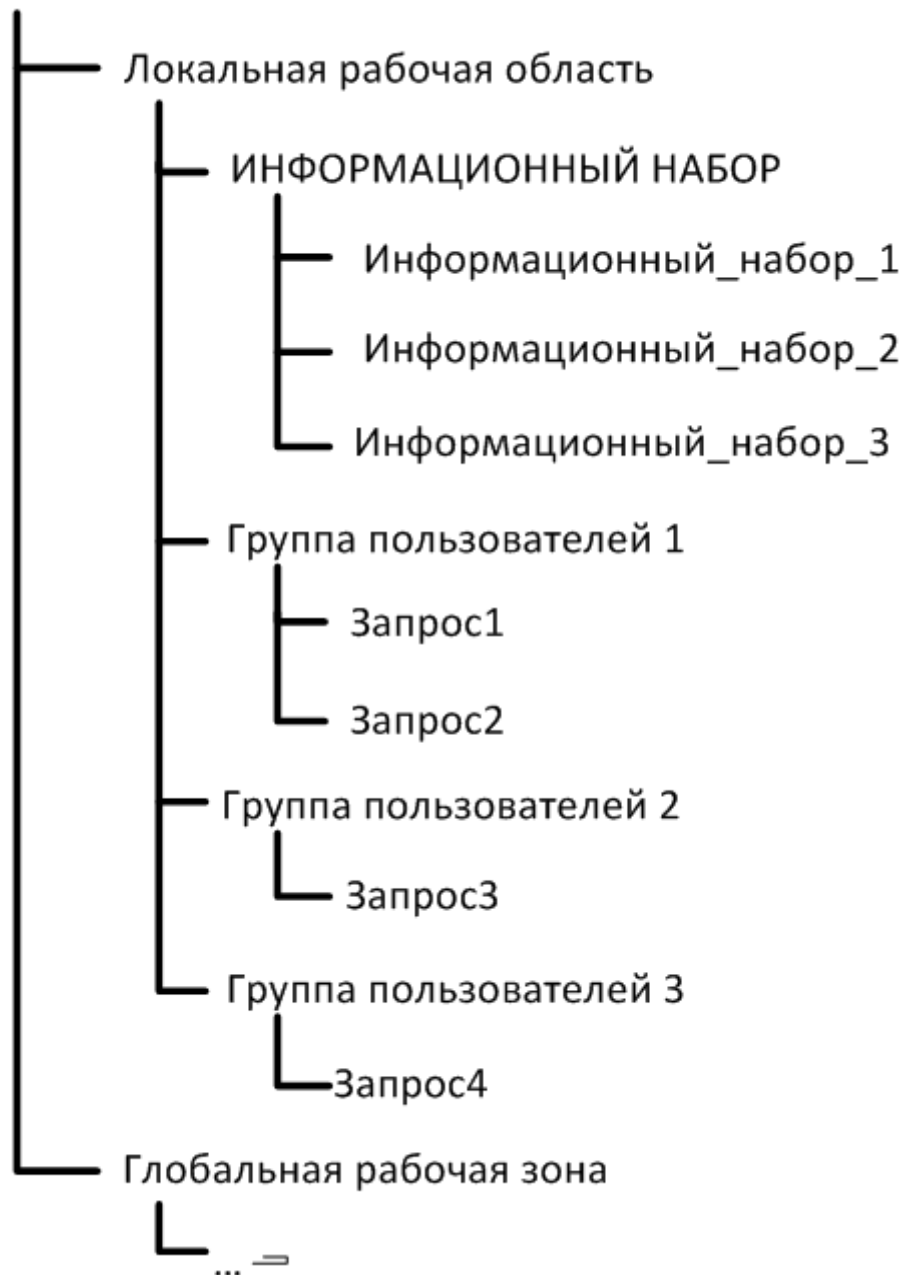 Локальная рабочая область
ИНФОРМАЦИОННЫЙ НАБОР
Информационный_набор_1
Информационный_набор_2
Информационный_набор_3
Группа пользователей 1
Запрос1
Запрос2
Группа пользователей 2
Запрос3
Группа пользователей 3
Запрос4
Глобальная рабочая зона
...